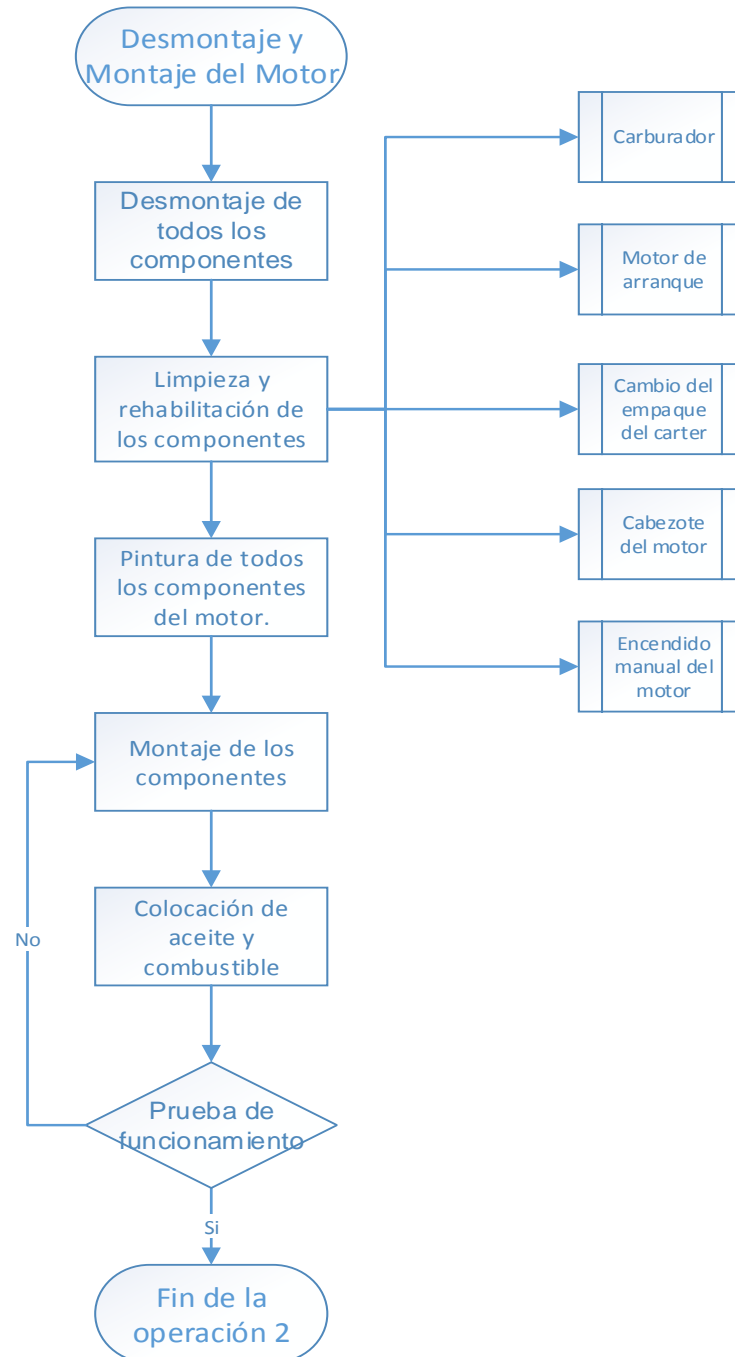 Desmontaje y
Montaje del Motor
Desmontaje de
todos los
componentes
Limpieza y
rehabilitación de
los componentes
Pintura de todos
los componentes
del motor.
Montaje de los
componentes
Colocación de
aceite y
combustible
No
Prueba de
funcionamiento
Si
Fin de la
operación 2
Carburador
Motor de
arranque
Cambio del
empaque
del carter
Cabezote
del motor
Encendido
manual del
motor